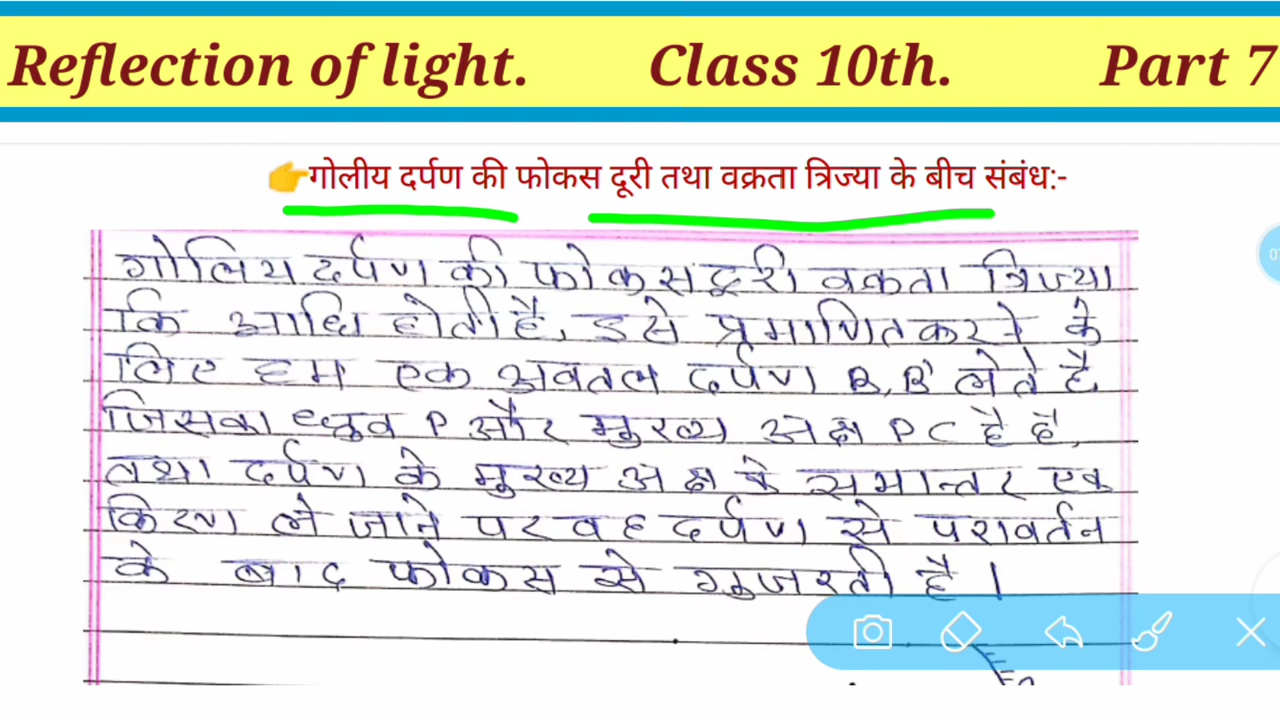 Reflection of light. Class 10th. Part 7
👉गोलीय दर्पण की फोकस दूरी तथा वक्रता त्रिज्या के बीच संबंध:-
गोलिय दर्पण की फोकस दूरी वक्रता त्रिज्या
कि आधि होती है, इसे प्रमाणित करने के
लिए हम एक अवतल दर्पण B, B' लेते है
जिसका ध्रुव P और मुख्य अक्ष PC है है,
तथा दर्पण के मुख्य अक्ष के समान्तर एक
किरण ले जाने पर वह दर्पण से परावर्तन
के बाद फोकस से गुजरती है।